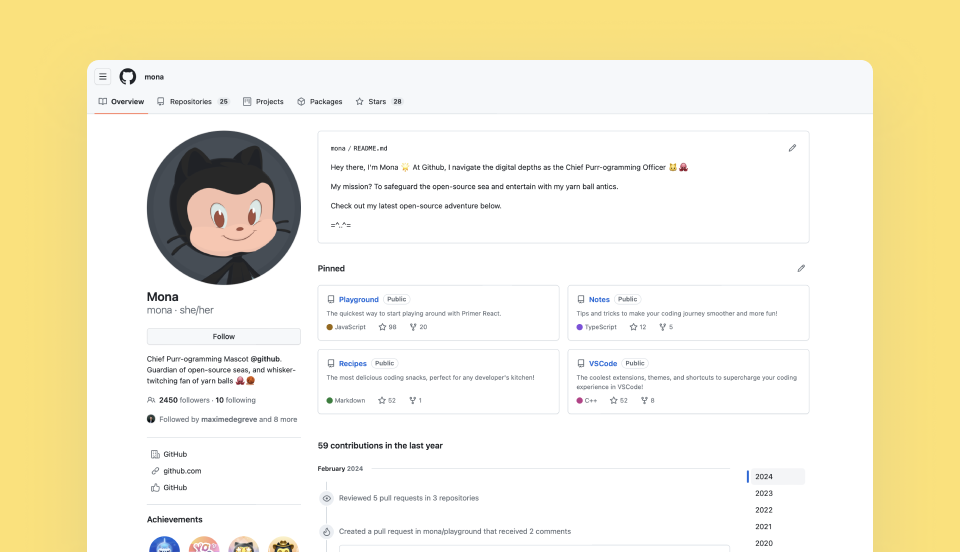 mona
Overview Repositories 25 Projects Packages Stars 28
mona / README.md
Hey there, I'm Mona At Github, I navigate the digital depths as the Chief Purr-ogramming Officer
My mission? To safeguard the open-source sea and entertain with my yarn ball antics.
Check out my latest open-source adventure below.
=^..^=
Mona
mona · she/her
Follow
Chief Purr-ogramming Mascot @github.
Guardian of open-source seas, and whisker-
twitching fan of yarn balls
2450 followers · 10 following
Followed by maximedegreve and 8 more
GitHub
github.com
GitHub
Achievements
YOLO
Pinned
Playground Public
The quickest way to start playing around with Primer React.
JavaScript 98 20
Notes Public
Tips and tricks to make your coding journey smoother and more fun!
TypeScript 12 5
Recipes Public
The most delicious coding snacks, perfect for any developer's kitchen!
Markdown 52 1
VSCode Public
The coolest extensions, themes, and shortcuts to supercharge your coding
experience in VSCode!
C++ 52 8
59 contributions in the last year
February 2024
Reviewed 5 pull requests in 3 repositories
Created a pull request in mona/playground that received 2 comments
2024
2023
2022
2021
2020